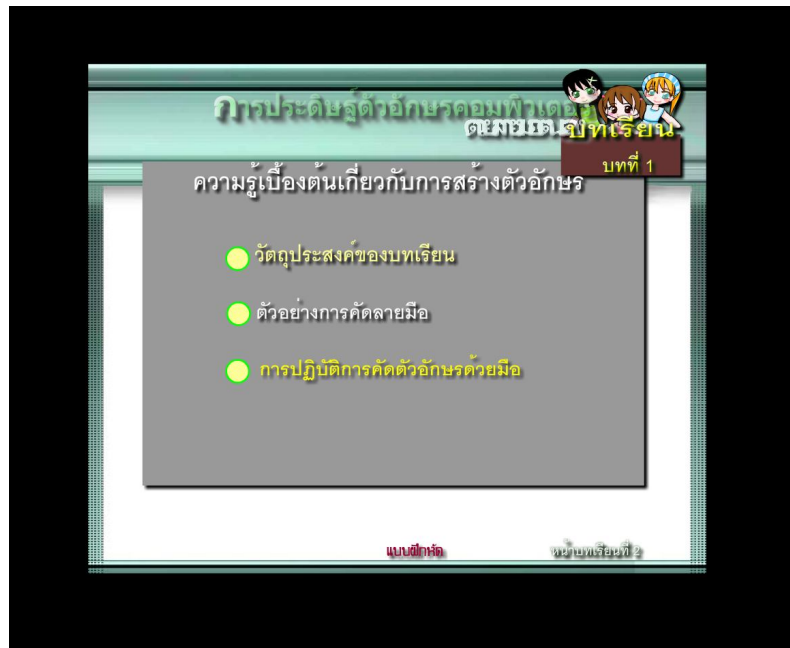 การประดิษฐ์ตัวอักษรคอมพิวเตอร์
บทเรียน
บทที่ 1
ความรู้เบื้องต้นเกี่ยวกับการสร้างตัวอักษร
วัตถุประสงค์ของบทเรียน
ตัวอย่างการคัดลายมือ
การปฏิบัติการคัดตัวอักษรด้วยมือ
แบบฝึกหัด
หน้าบทเรียนที่ 2